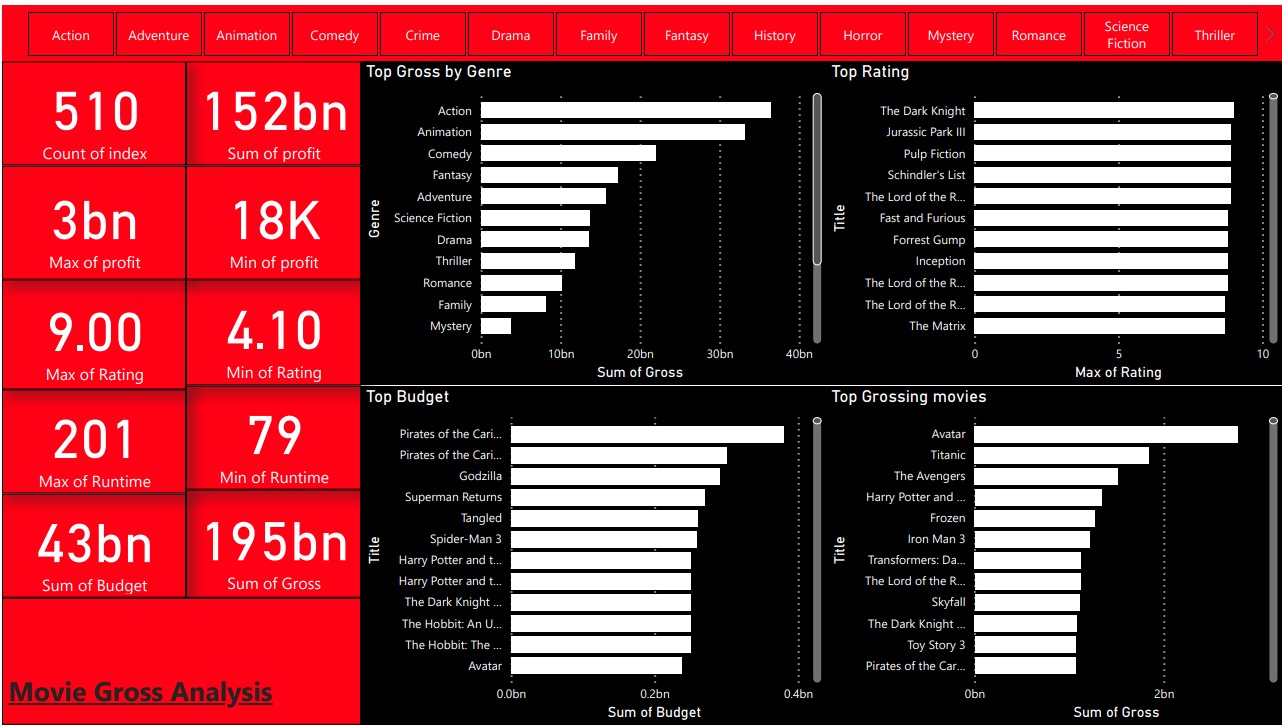 Action
Adventure
Animation
Comedy
Crime
Drama
Family
Fantasy
History
Horror
Mystery
Romance
Science
Fiction
Thriller
510
Count of index
152bn
Sum of profit
3bn
Max of profit
18K
Min of profit
9.00
Max of Rating
4.10
Min of Rating
201
Max of Runtime
79
Min of Runtime
43bn
Sum of Budget
195bn
Sum of Gross
Movie Gross Analysis
Top Gross by Genre
Genre
Action
Animation
Comedy
Fantasy
Adventure
Science Fiction
Drama
Thriller
Romance
Family
Mystery
0bn 10bn 20bn 30bn 40bn
Sum of Gross
Top Rating
Title
The Dark Knight
Jurassic Park III
Pulp Fiction
Schindler's List
The Lord of the R...
Fast and Furious
Forrest Gump
Inception
The Lord of the R...
The Lord of the R...
The Matrix
0 5 10
Max of Rating
Top Budget
Title
Pirates of the Cari...
Pirates of the Cari...
Godzilla
Superman Returns
Tangled
Spider-Man 3
Harry Potter and t...
Harry Potter and t...
The Dark Knight ...
The Hobbit: An U...
The Hobbit: The ...
Avatar
0.0bn 0.2bn 0.4bn
Sum of Budget
Top Grossing movies
Title
Avatar
Titanic
The Avengers
Harry Potter and ...
Frozen
Iron Man 3
Transformers: Da...
The Lord of the R...
Skyfall
The Dark Knight ...
Toy Story 3
Pirates of the Car...
0bn 2bn
Sum of Gross